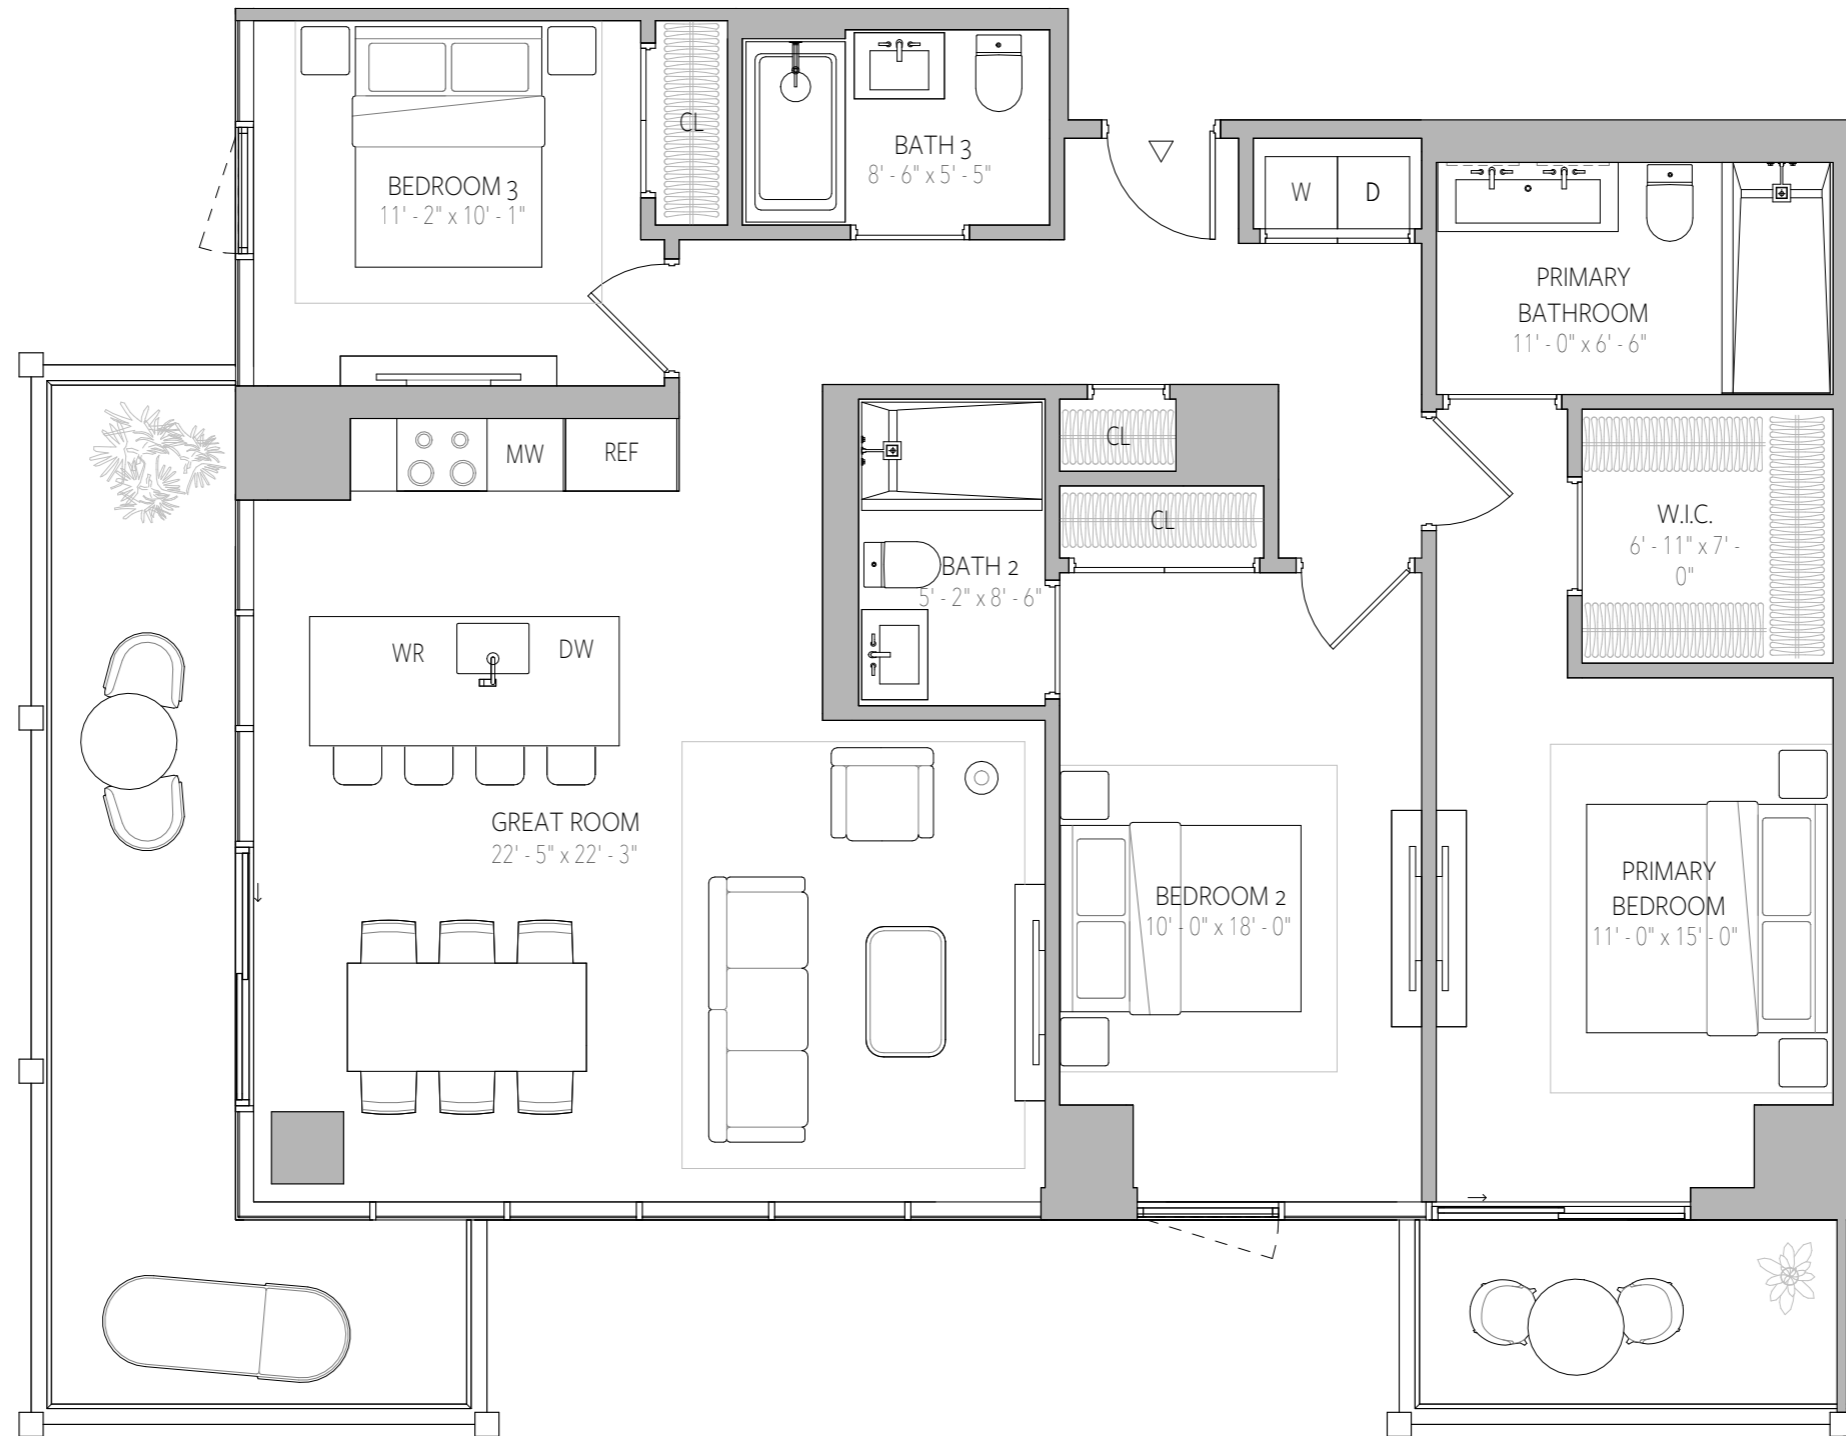 BEDROOM 3
11' - 2" x 10' - 1"
CL
BATH 3
8' - 6" x 5' - 5"
W
D
PRIMARY
BATHROOM
11' - 0" x 6' - 6"
MW
REF
CL
CL
W.I.C.
6' - 11" x 7' -
0"
BATH 2
5' - 2" x 8' - 6"
WR
DW
GREAT ROOM
22' - 5" x 22' - 3"
BEDROOM 2
10' - 0" x 18' - 0"
PRIMARY
BEDROOM
11' - 0" x 15' - 0"